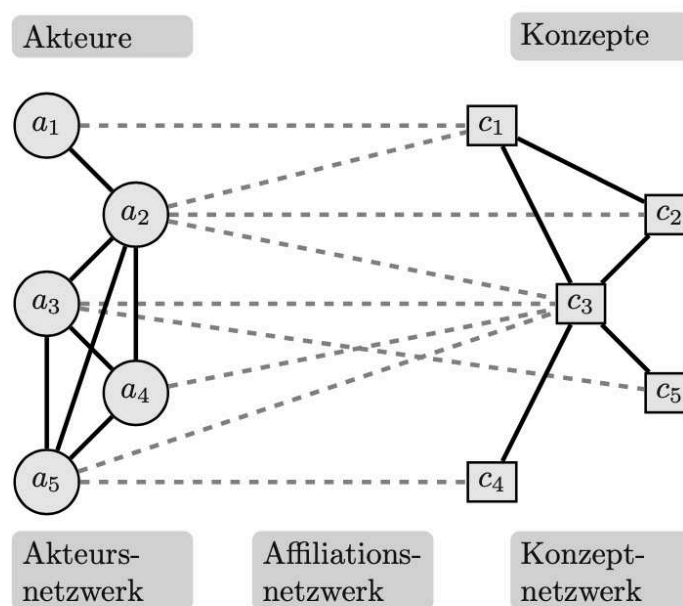 Akteure
Konzepte
a₁
c₁
a₂
c₂
a₃
c₃
a₄
c₅
a₅
c₄
Akteurs-
netzwerk
Affiliations-
netzwerk
Konzept-
netzwerk